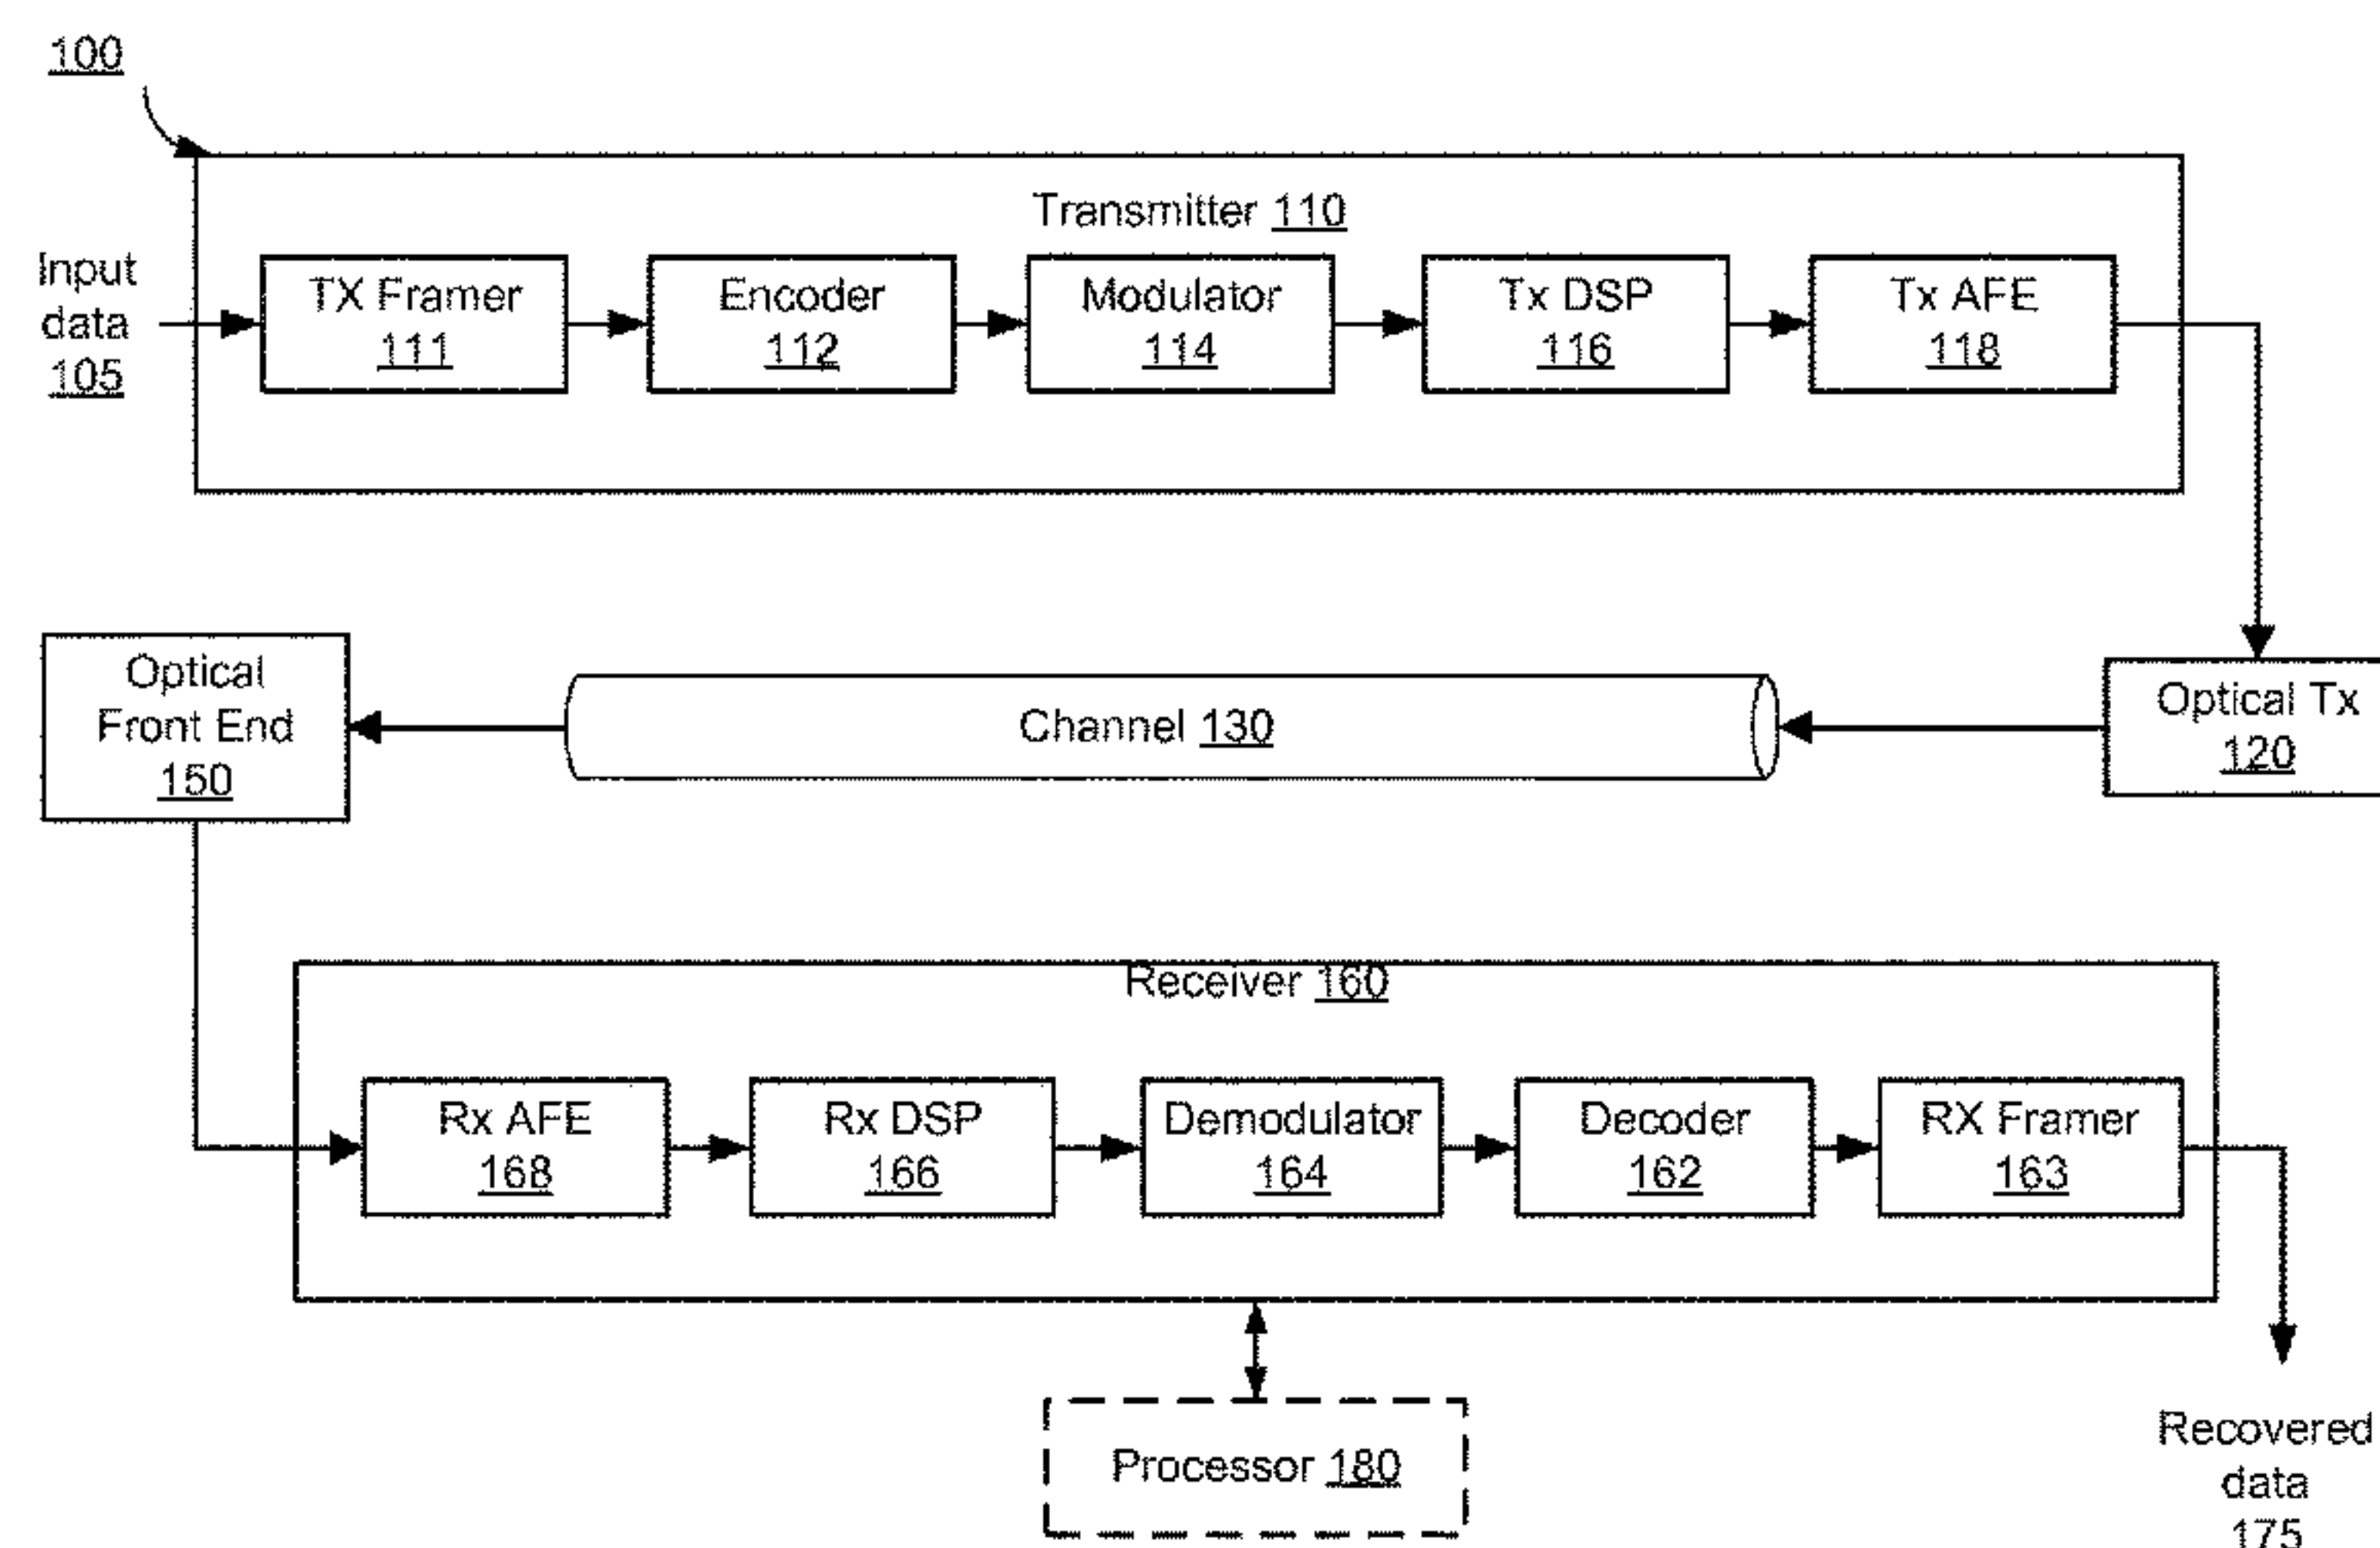 100
Transmitter 110
Input
data
105
TX Framer
111
Encoder
112
Modulator
114
Tx DSP
116
Tx AFE
118
Optical
Front End
150
Channel 130
Optical Tx
120
Receiver 160
Rx AFE
168
Rx DSP
166
Demodulator
164
Decoder
162
RX Framer
163
Processor 180
Recovered
data
175